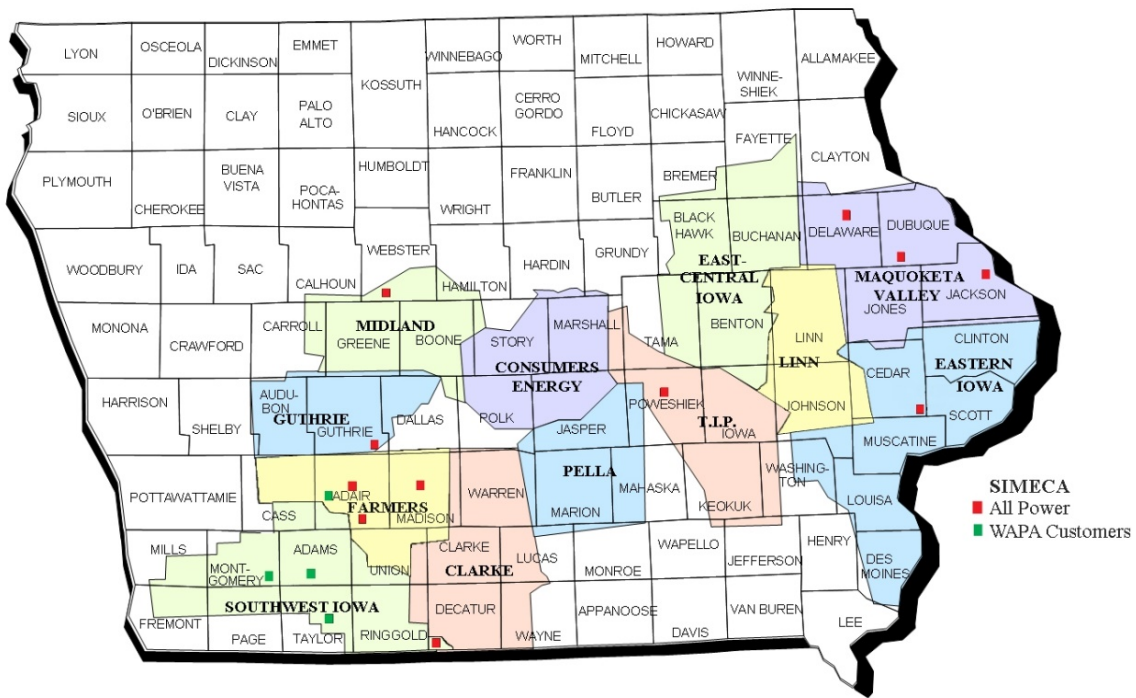 LYON
OSCEOLA
DICKINSON
EMMET
KOSSUTH
WINNEBAGO
WORTH
MITCHELL
HOWARD
WINNE-
SHIEK
ALLAMAKEE
SIOUX
O'BRIEN
CLAY
PALO
ALTO
HANCOCK
CERRO
GORDO
FLOYD
CHICKASAW
FAYETTE
CLAYTON
PLYMOUTH
CHEROKEE
BUENA
VISTA
POCA-
HONTAS
HUMBOLDT
WRIGHT
FRANKLIN
BUTLER
BREMER
BLACK
HAWK
BUCHANAN
DELAWARE
DUBUQUE
WOODBURY
IDA
SAC
CALHOUN
WEBSTER
HAMILTON
HARDIN
GRUNDY
EAST-
CENTRAL
IOWA
MAQUOKETA
VALLEY
JONES
JACKSON
MONONA
CRAWFORD
CARROLL
MIDLAND
GREENE
BOONE
STORY
MARSHALL
TAMA
BENTON
LINN
LINN
CONSUMERS
ENERGY
CEDAR
CLINTON
EASTERN
IOWA
SCOTT
HARRISON
SHELBY
AUDU-
BON
GUTHRIE
GUTHRIE
DALLAS
POLK
JASPER
POWESHIEK
T.I.P.
IOWA
JOHNSON
MUSCATINE
POTTAWATTAMIE
CASS
ADAIR
FARMERS
MADISON
WARREN
PELLA
MARION
MAHASKA
KEOKUK
WASHING-
TON
LOUISA
MILLS
MONT-
GOMERY
ADAMS
UNION
CLARKE
CLARKE
LUCAS
MONROE
WAPELLO
JEFFERSON
HENRY
DES
MOINES
SOUTHWEST IOWA
FREMONT
PAGE
TAYLOR
RINGGOLD
DECATUR
WAYNE
APPANOOSE
DAVIS
VAN BUREN
LEE
SIMECA
All Power
WAPA Customers